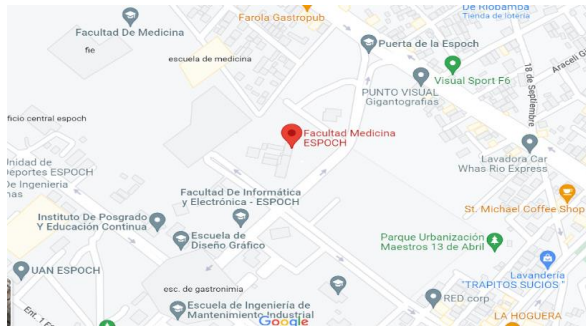 De Riobamba
Tienda de lotería
Farola Gastropub
Facultad De Medicina
fie
escuela de medicina
Puerta de la Espoch
Visual Sport F6
18 de Septiembre
PUNTO VISUAL
Gigantografias
ficio central espoch
Facultad Medicina
ESPOCH
Lavadora Car
Whas Rio Express
Unidad de
Deportes ESPOCH
De Ingeniería
Facultad De Informática
y Electrónica - ESPOCH
St. Michael Coffee Shop
Instituto De Posgrado
Y Educación Continua
Escuela de
Diseño Gráfico
Parque Urbanización
Maestros 13 de Abril
UAN ESPOCH
Lavandería
"TRAPITOS SUCIOS "
esc. de gastronimia
RED corp
Escuela de Ingeniería de
Mantenimiento Industrial
Google
LA HOGUERA